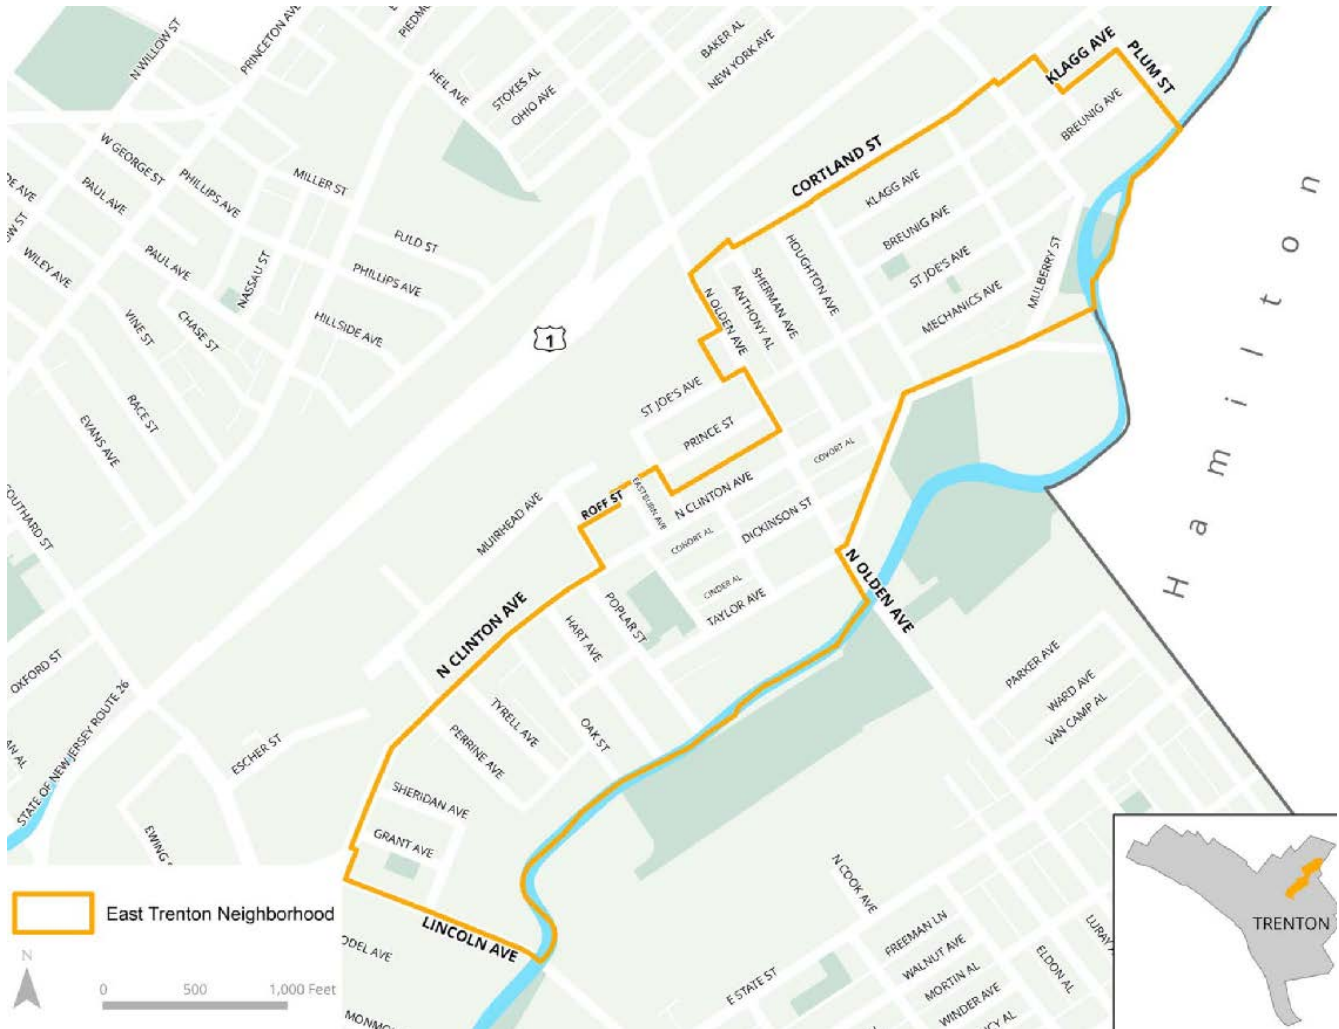 N WILLOW ST
PRINCETON AVE
HEIL AVE
STOKES AL
OHIO AVE
BAKER AL
NEW YORK AVE
KLAGG AVE
PLUM ST
BREUNIG AVE
W GEORGE ST
PAUL AVE
PHILLIPS AVE
MILLER ST
CORTLAND ST
KLAGG AVE
BREUNIG AVE
WILEY AVE
PAUL AVE
NASSAU ST
FULD ST
PHILLIPS AVE
HILLSIDE AVE
VINE ST
CHASE ST
RACE ST
EVANS AVE
1
N OLDEN AVE
ANTHONY AL
SHERMAN AVE
HOUGHTON AVE
ST JOE'S AVE
MECHANICS AVE
MULBERRY ST
Hamilton
ST JOE'S AVE
PRINCE ST
COVORT AL
ROFF ST
EASTBURN AVE
N CLINTON AVE
MUIRHEAD AVE
COHORT AL
DICKINSON ST
CINDER AL
TAYLOR AVE
N OLDEN AVE
POPLAR ST
HART AVE
N CLINTON AVE
OXFORD ST
STATE OF NEW JERSEY ROUTE 26
ESCHER ST
TYRELL AVE
PERRINE AVE
OAK ST
PARKER AVE
WARD AVE
VAN CAMP AL
SHERIDAN AVE
GRANT AVE
LINCOLN AVE
N COOK AVE
E STATE ST
FREEMAN LN
WALNUT AVE
MORTIN AL
WINDER AVE
ELDON AL
TRENTON
East Trenton Neighborhood
N
0 500 1,000 Feet